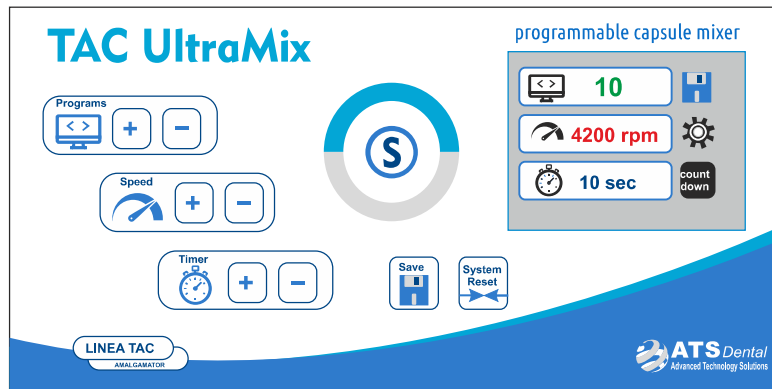 TAC UltraMix
programmable capsule mixer
Programs
< >
+
−
Speed
+
−
Timer
+
−
S
< > 10
4200 rpm
10 sec
count
down
Save
System
Reset
LINEA TAC
AMALGAMATOR
ATS Dental
Advanced Technology Solutions